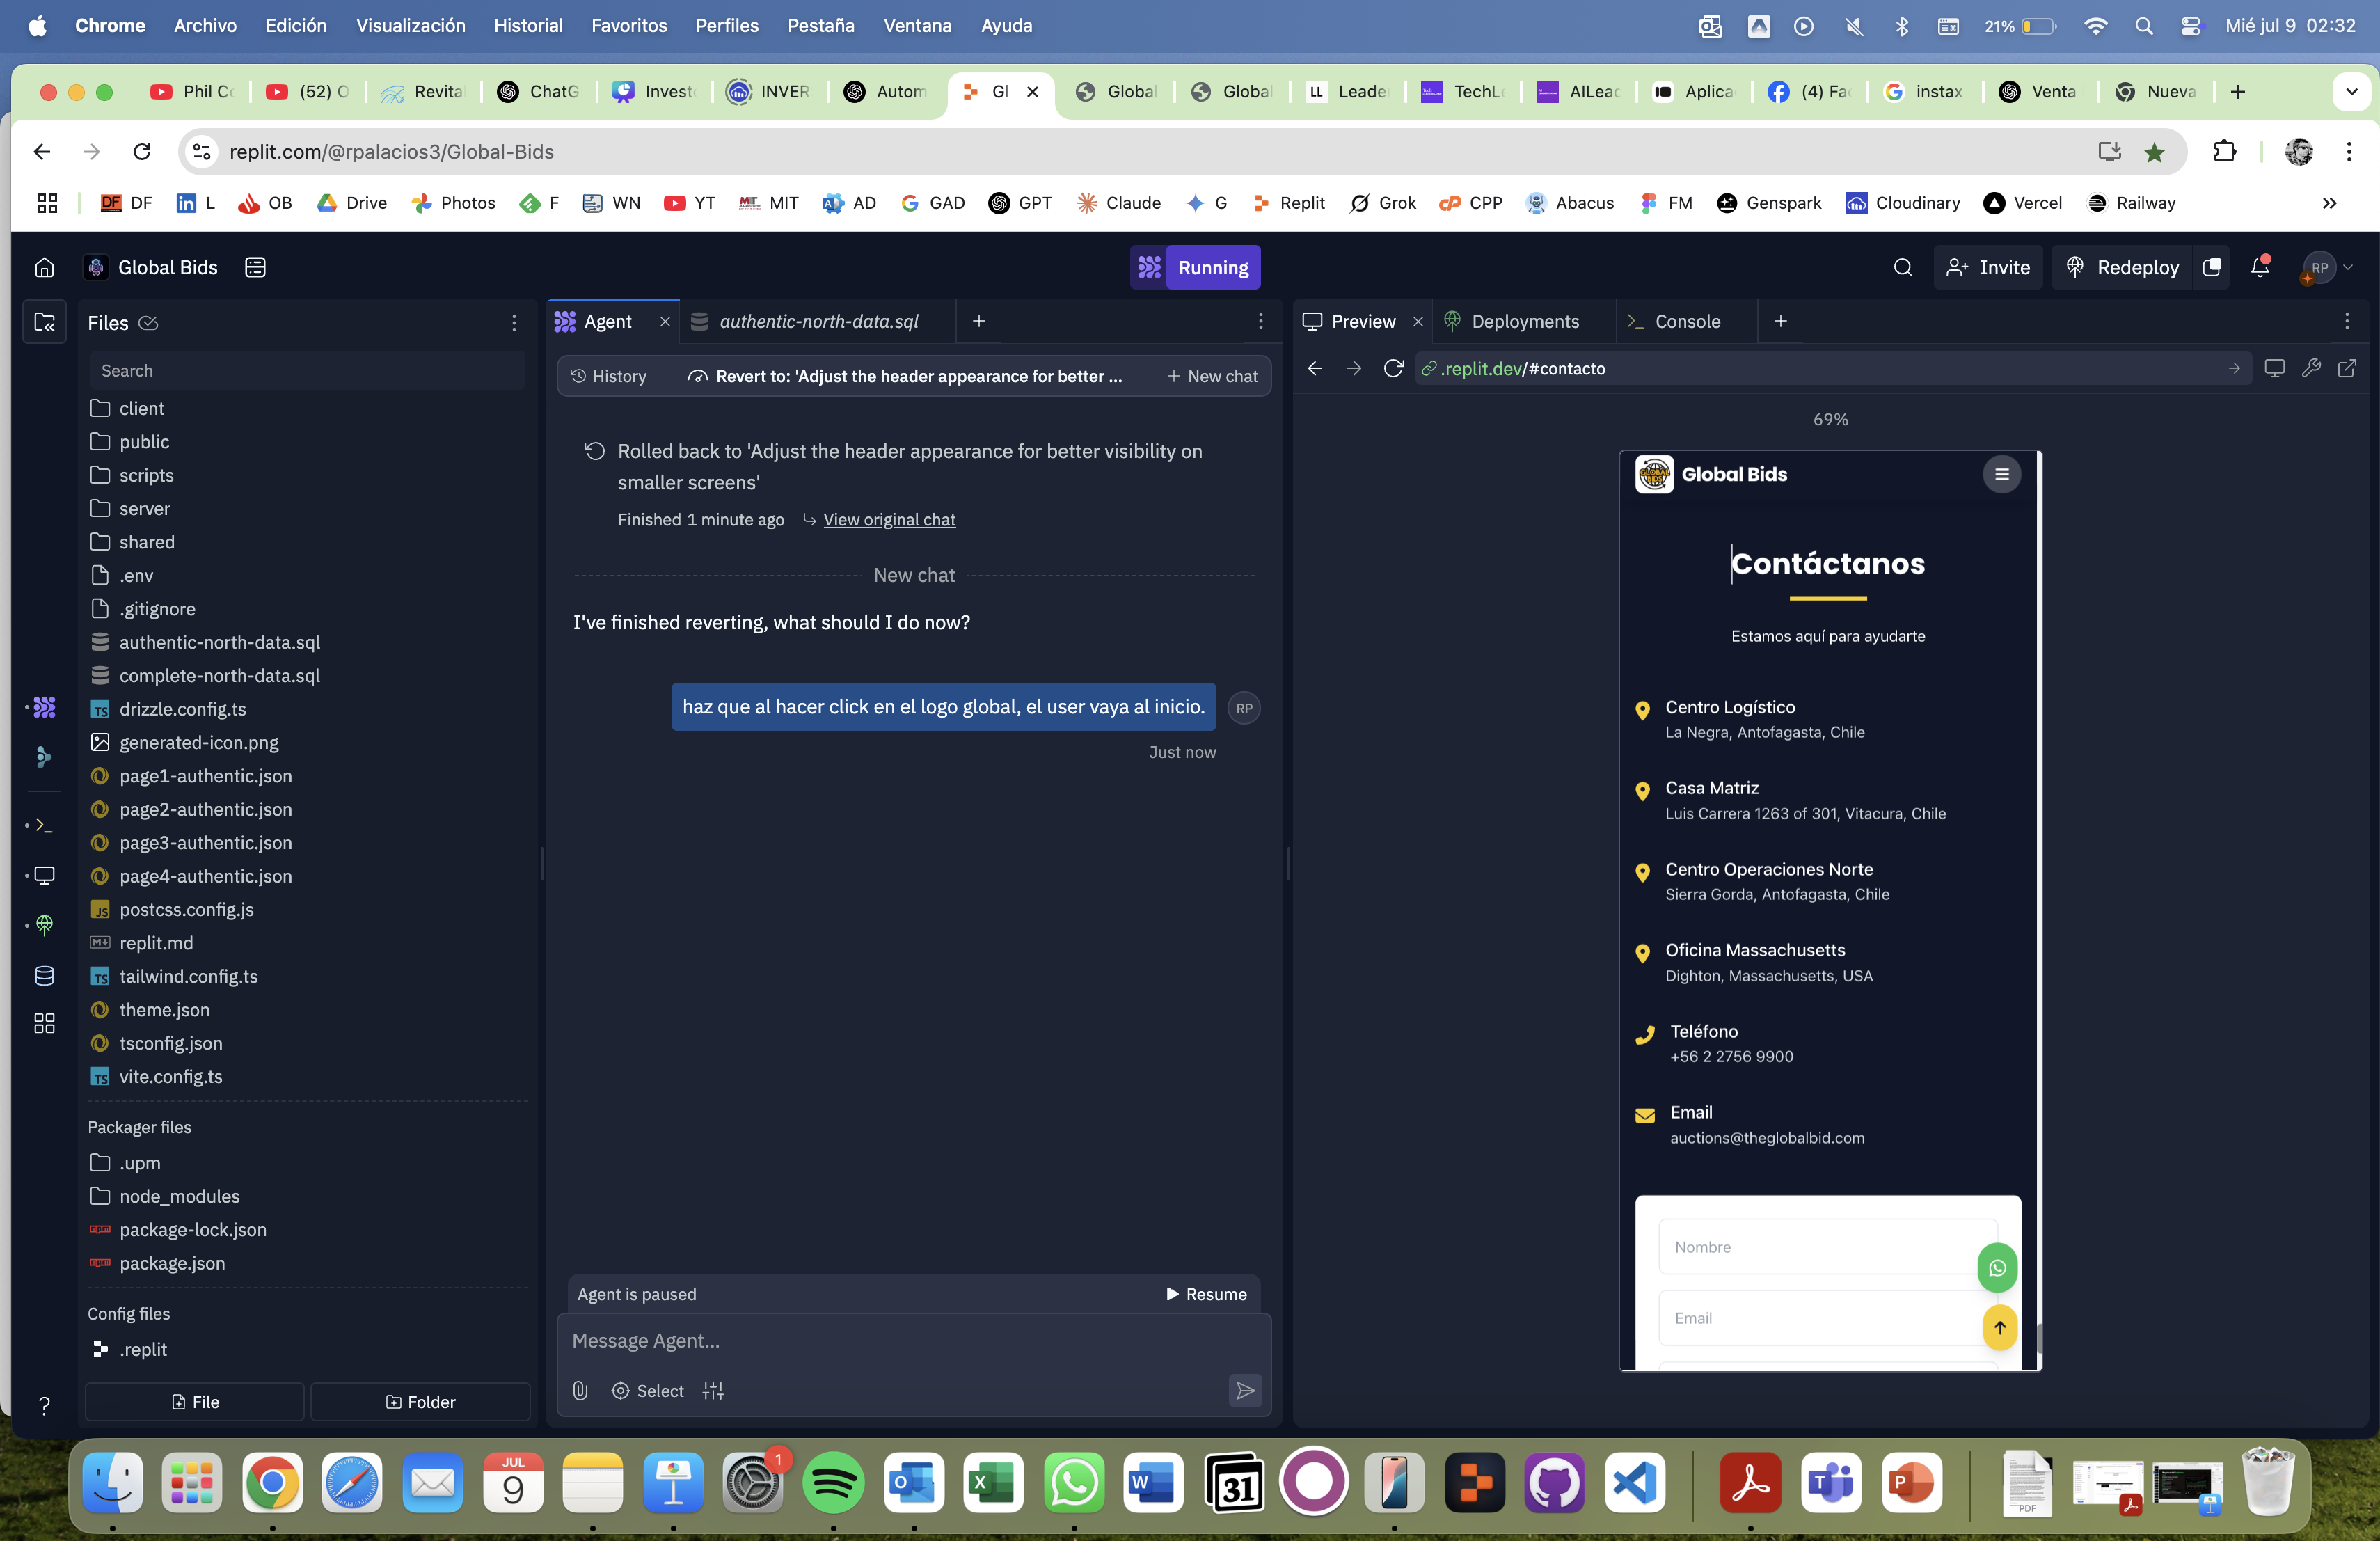 Chrome Archivo Edición Visualización Historial Favoritos Perfiles Pestaña Ventana Ayuda 21% Mié jul 9 02:32
Phil Co (52) O Revital ChatG Invest INVER Autom Gl Global Global Leade TechLe AILead Aplica (4) Fac instax Venta Nueva
replit.com/@rpalacios3/Global-Bids
DF L OB Drive Photos F WN YT MIT AD GAD GPT Claude G Replit Grok CPP Abacus FM Genspark Cloudinary Vercel Railway
Global Bids Running Invite Redeploy RP
Files
Search
client
public
scripts
server
shared
.env
.gitignore
authentic-north-data.sql
complete-north-data.sql
drizzle.config.ts
generated-icon.png
page1-authentic.json
page2-authentic.json
page3-authentic.json
page4-authentic.json
postcss.config.js
replit.md
tailwind.config.ts
theme.json
tsconfig.json
vite.config.ts
Packager files
.upm
node_modules
package-lock.json
package.json
Config files
.replit
File Folder
Agent authentic-north-data.sql
History Revert to: 'Adjust the header appearance for better ... New chat
Rolled back to 'Adjust the header appearance for better visibility on
smaller screens'
Finished 1 minute ago View original chat
New chat
I've finished reverting, what should I do now?
haz que al hacer click en el logo global, el user vaya al inicio. RP
Just now
Agent is paused Resume
Message Agent...
Select
Preview Deployments Console
.replit.dev/#contacto
69%
Global Bids
Contáctanos
Estamos aquí para ayudarte
Centro Logístico
La Negra, Antofagasta, Chile
Casa Matriz
Luis Carrera 1263 of 301, Vitacura, Chile
Centro Operaciones Norte
Sierra Gorda, Antofagasta, Chile
Oficina Massachusetts
Dighton, Massachusetts, USA
Teléfono
+56 2 2756 9900
Email
auctions@theglobalbid.com
Nombre
Email
JUL
9
1
31
PDF